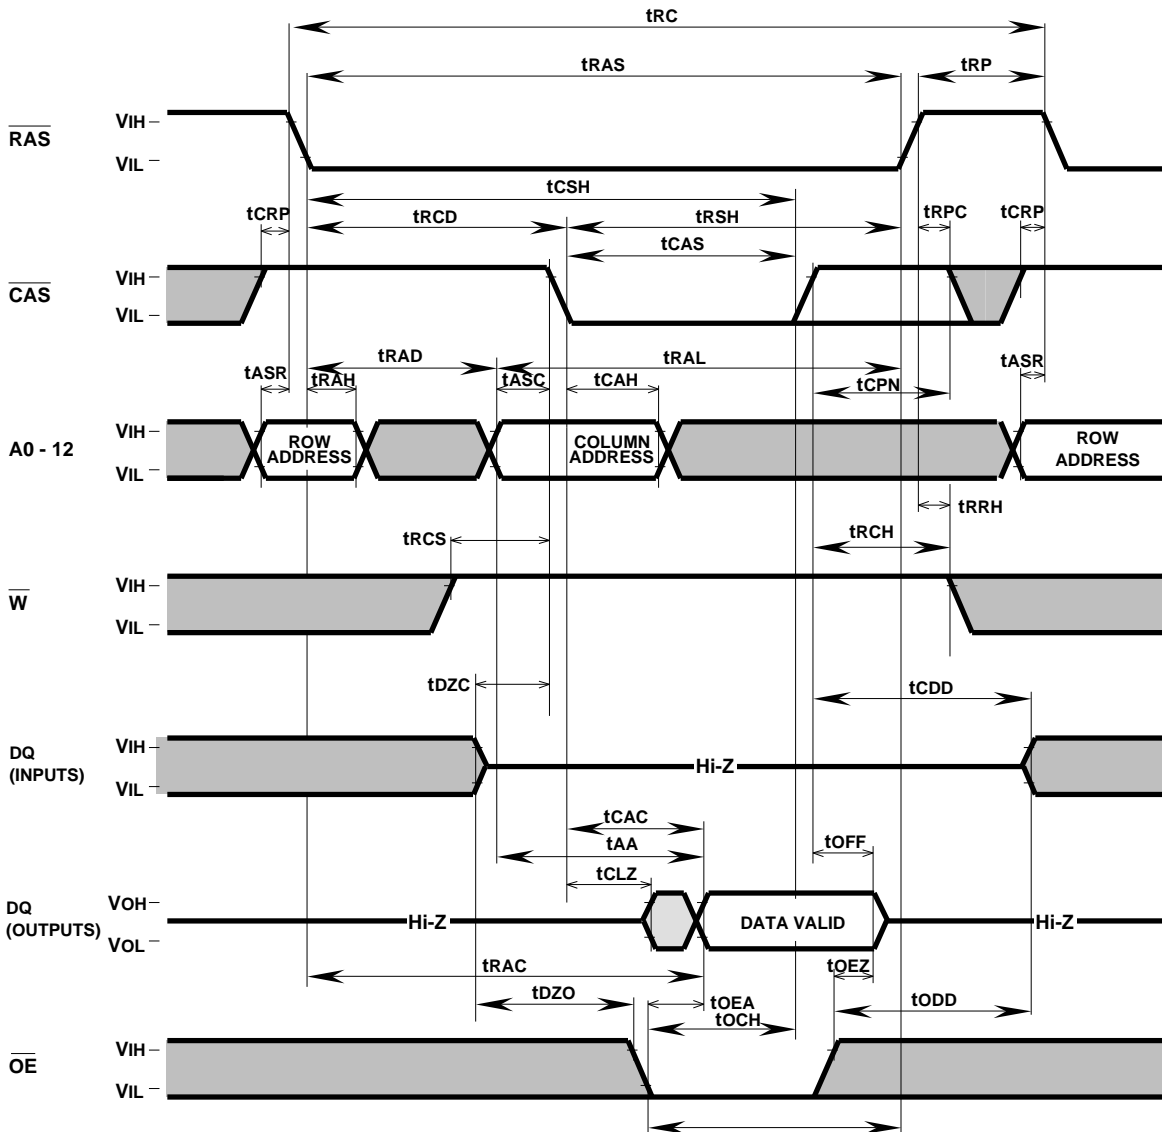 tRC
tRAS
tRP
RAS
VIH
VIL
tCSH
tCRP
tRCD
tRSH
tRPC
tCRP
tCAS
CAS
VIH
VIL
tRAD
tRAL
tASR
tRAH
tASC
tCAH
tCPN
tASR
A0 - 12
VIH
VIL
ROW
ADDRESS
COLUMN
ADDRESS
ROW
ADDRESS
tRRH
tRCS
tRCH
W
VIH
VIL
tDZC
tCDD
DQ
(INPUTS)
VIH
VIL
Hi-Z
tCAC
tAA
tOFF
tCLZ
DQ
(OUTPUTS)
VOH
VOL
Hi-Z
DATA VALID
Hi-Z
tRAC
tOEZ
tDZO
tOEA
tODD
tOCH
OE
VIH
VIL